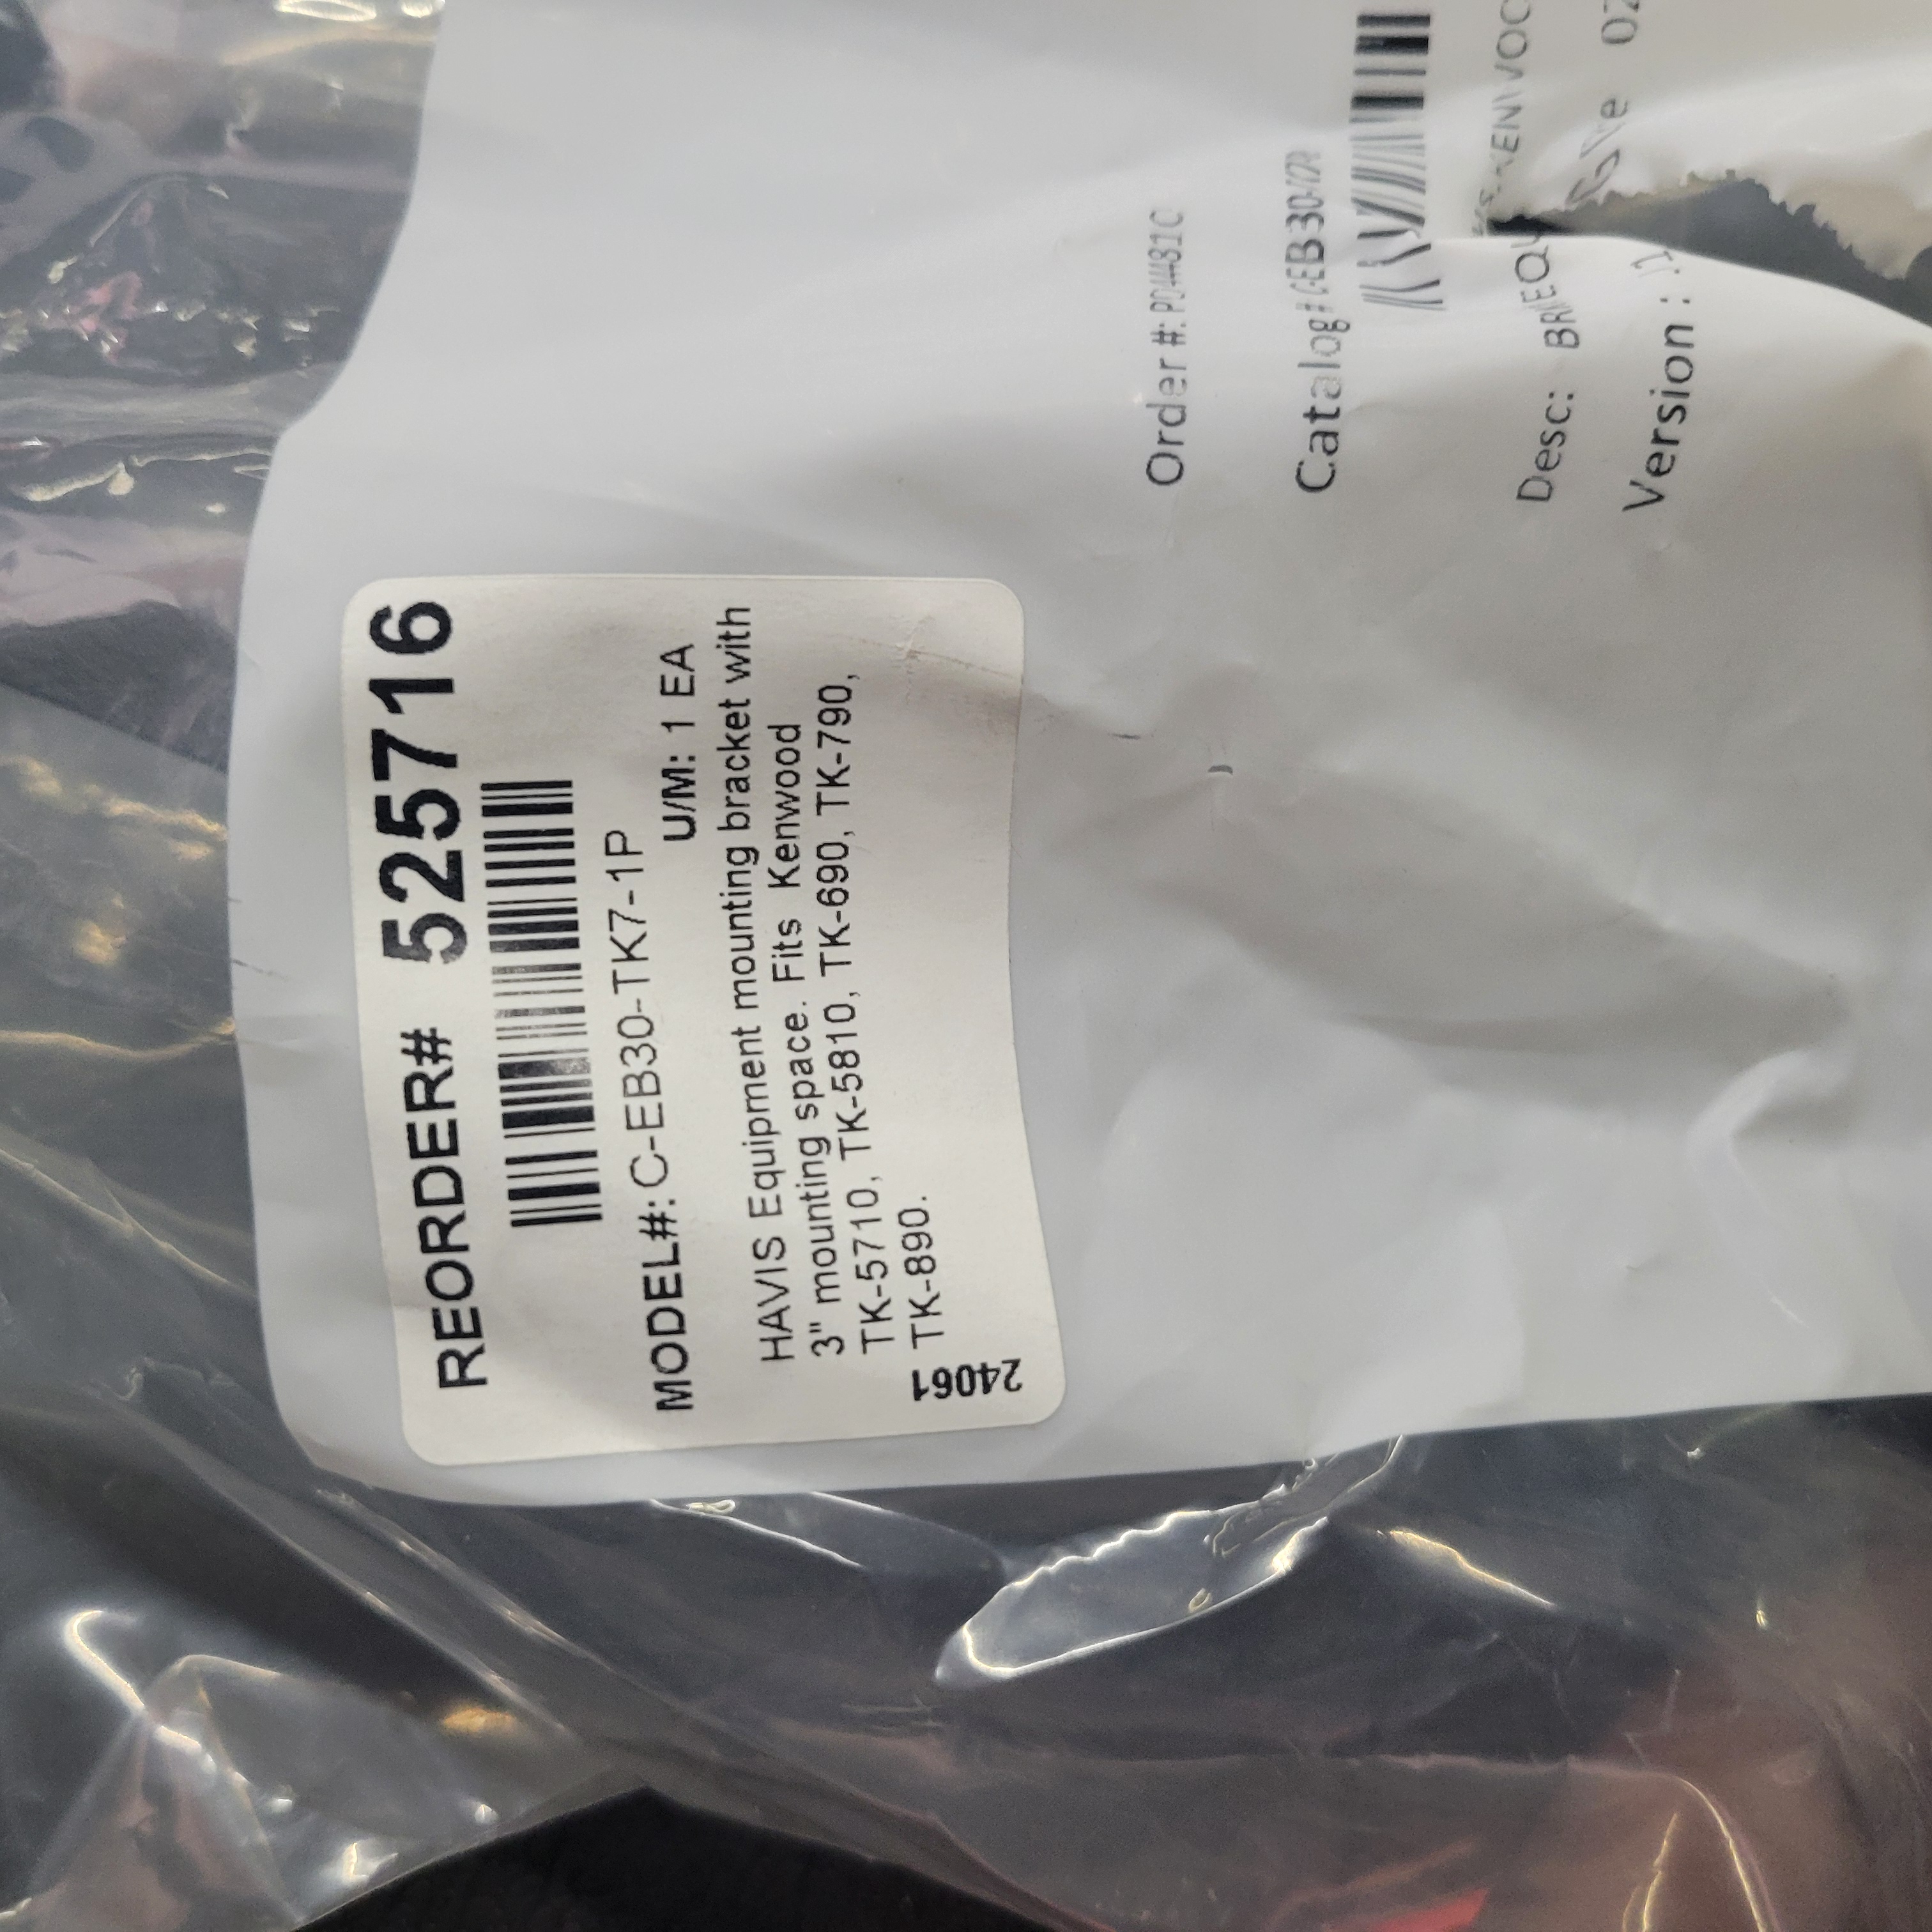 REORDER# 525716
MODEL#: C-EB30-TK7-1P
U/M: 1 EA
HAVIS Equipment mounting bracket with
3" mounting space. Fits Kenwood
TK-5710, TK-5810, TK-690, TK-790,
TK-890.
24061
Order #:
Catalog#
Desc:
Version :